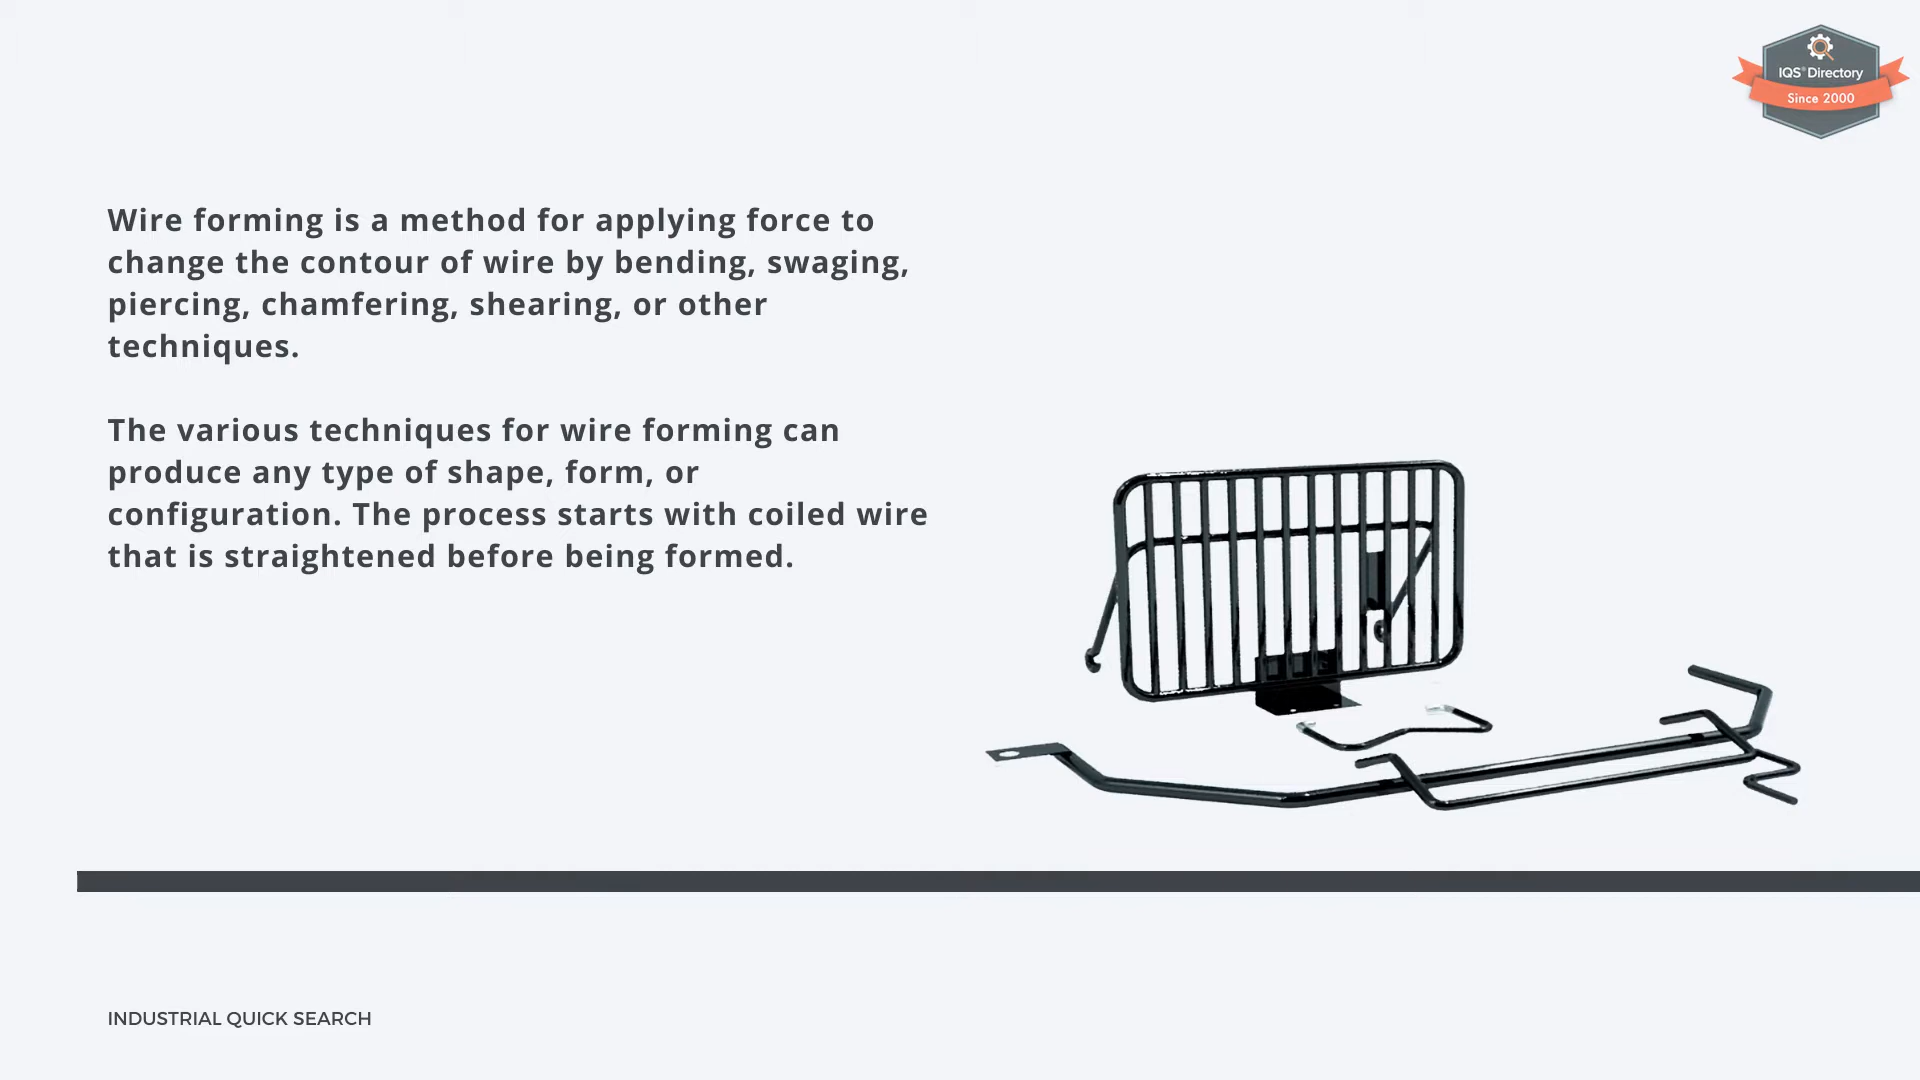 IQS® Directory
Since 2000
Wire forming is a method for applying force to
change the contour of wire by bending, swaging,
piercing, chamfering, shearing, or other
techniques.
The various techniques for wire forming can
produce any type of shape, form, or
configuration. The process starts with coiled wire
that is straightened before being formed.
INDUSTRIAL QUICK SEARCH